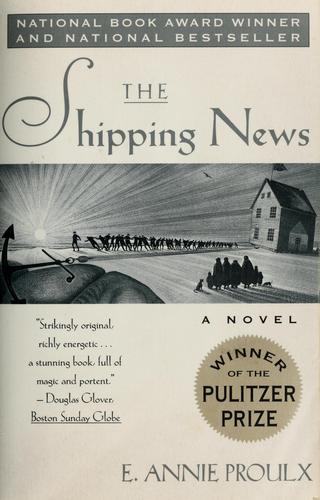 NATIONAL BOOK AWARD WINNER
AND NATIONAL BESTSELLER
THE
Shipping News
A NOVEL
"Strikingly original,
richly energetic . . .
a stunning book, full of
magic and portent."
– Douglas Glover,
Boston Sunday Globe
WINNER
OF THE
PULITZER
PRIZE
E. ANNIE PROULX